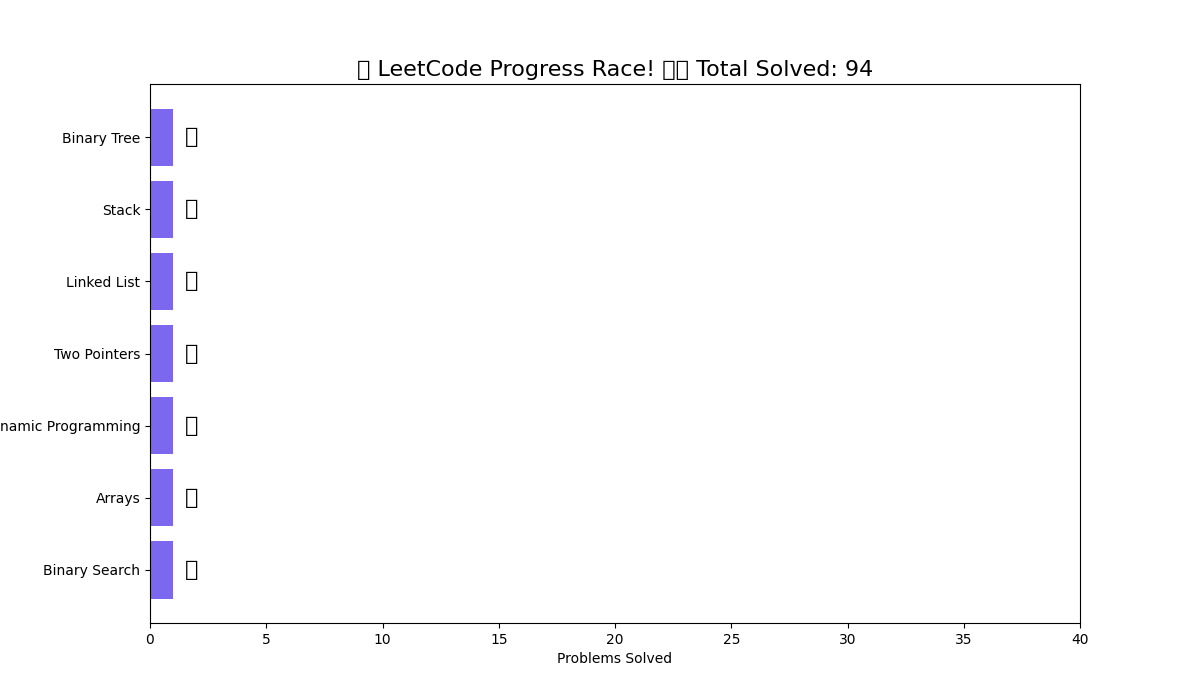 LeetCode Progress Race! Total Solved: 94
Binary Tree
Stack
Linked List
Two Pointers
namic Programming
Arrays
Binary Search
0 5 10 15 20 25 30 35 40
Problems Solved